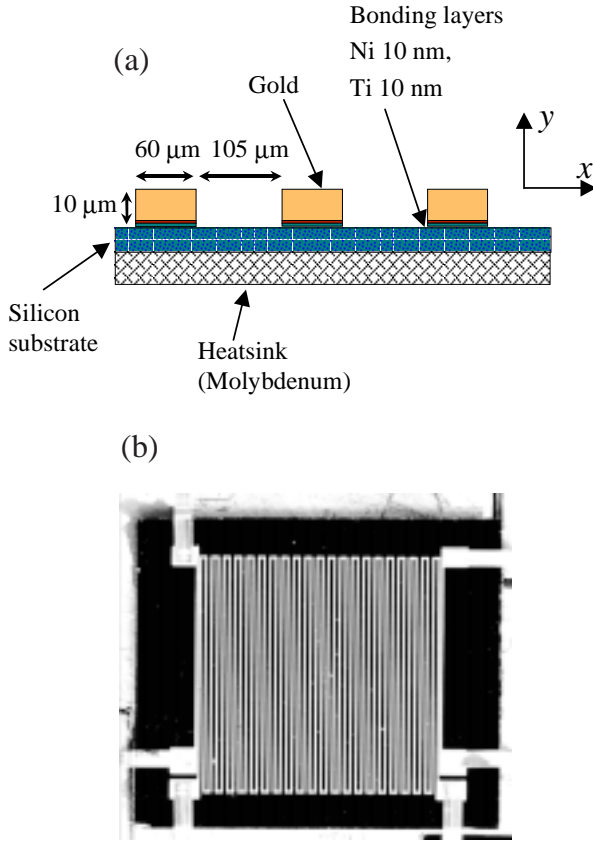 (a)
Bonding layers
Ni 10 nm,
Ti 10 nm
Gold
y
x
60 μm 105 μm
10 μm
Silicon
substrate
Heatsink
(Molybdenum)
(b)